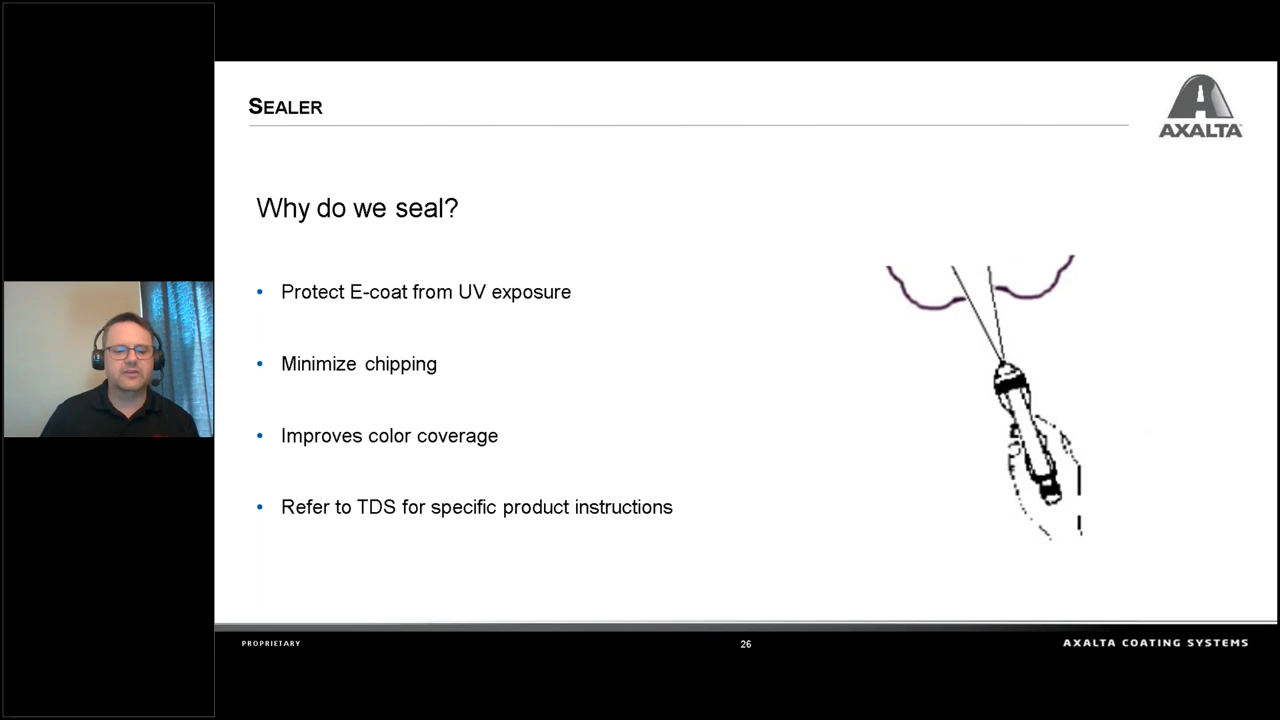 SEALER
AXALTA
Why do we seal?
• Protect E-coat from UV exposure
• Minimize chipping
• Improves color coverage
• Refer to TDS for specific product instructions
PROPRIETARY
26
AXALTA COATING SYSTEMS